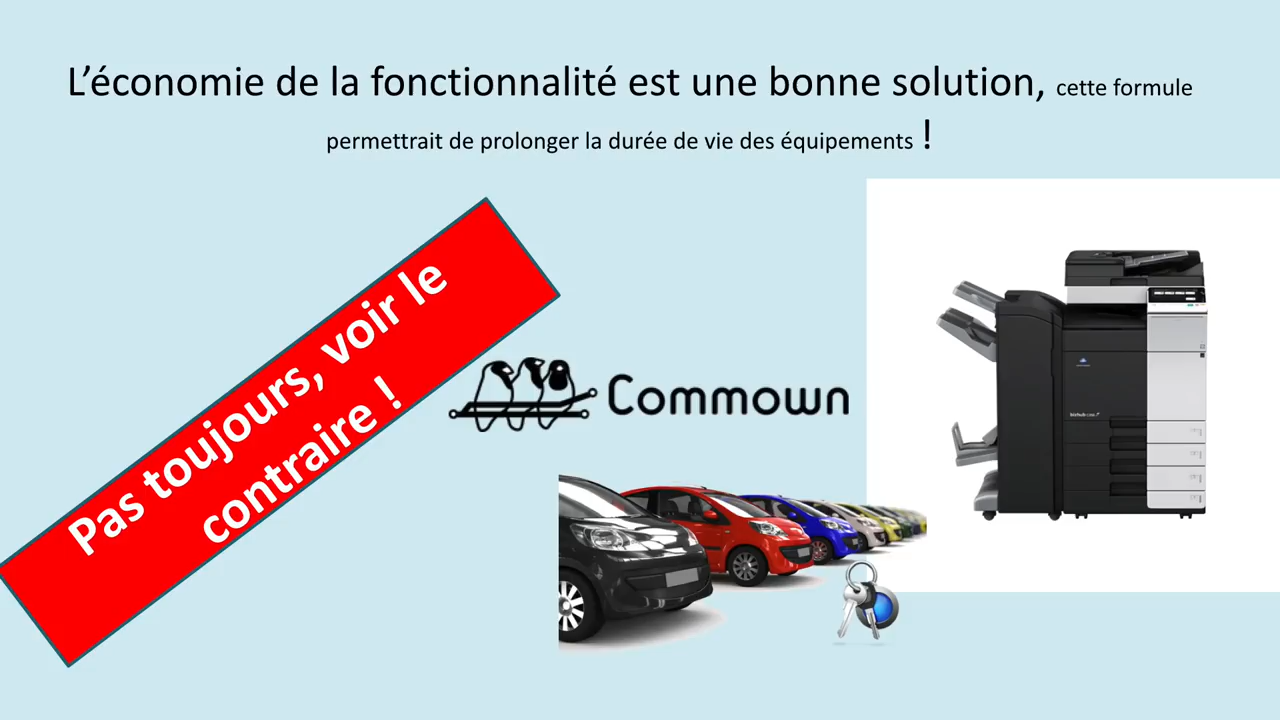 L’économie de la fonctionnalité est une bonne solution, cette formule
permettrait de prolonger la durée de vie des équipements !
Pas toujours, voir le
contraire !
Commown